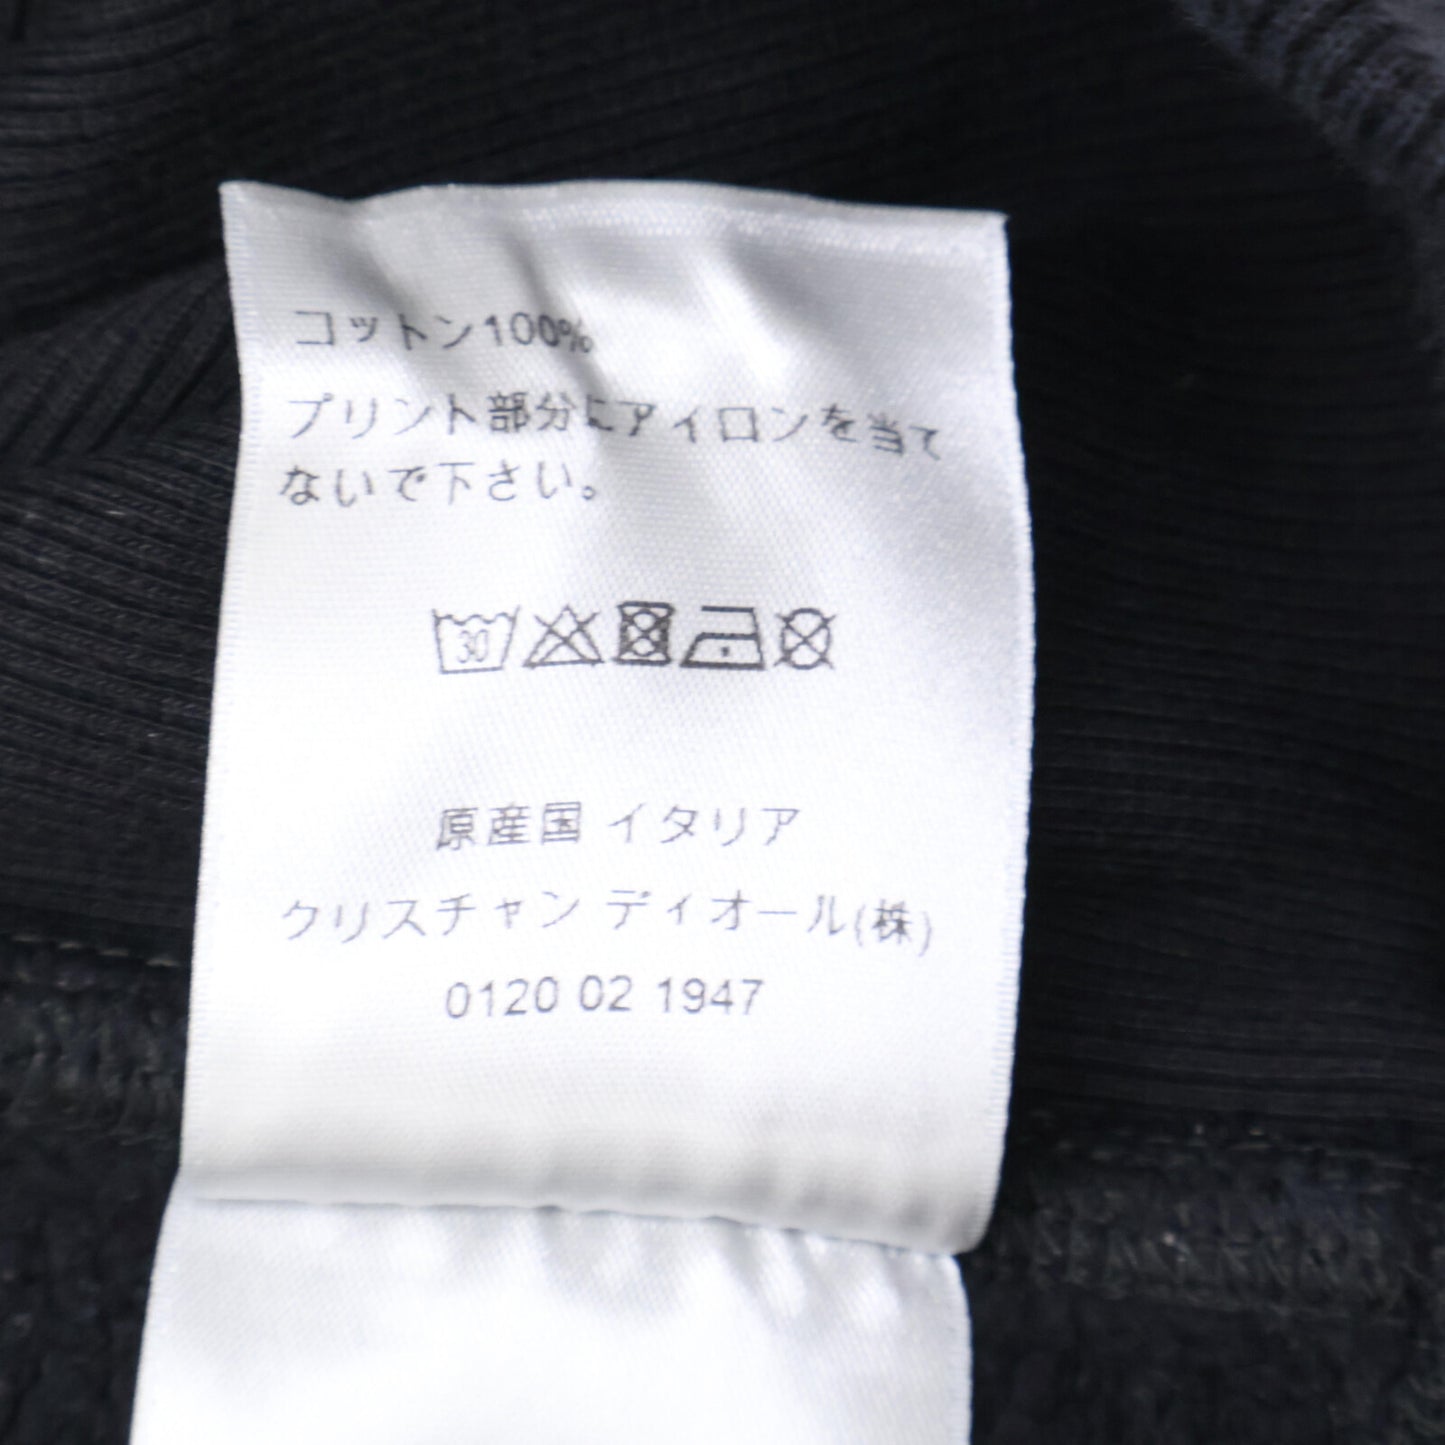 コットン100%
プリント部分にアイロンを当て
ないで下さい。
30
原産国 イタリア
クリスチャン ディオール(株)
0120 02 1947